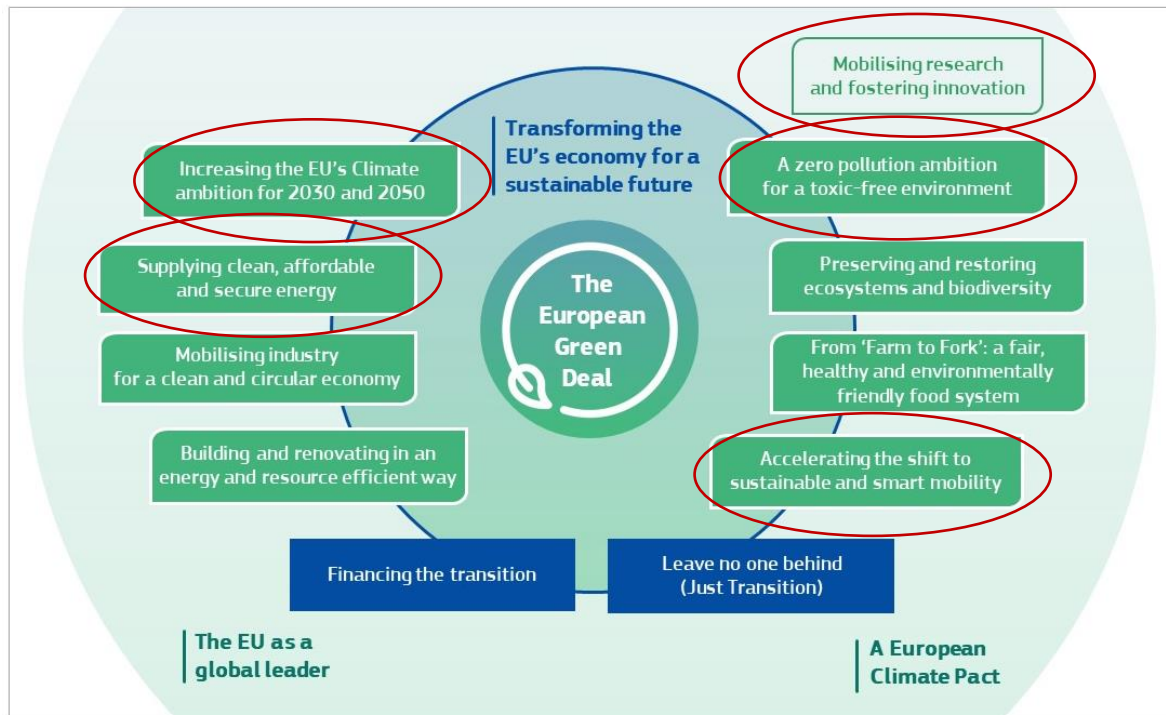 Mobilising research
and fostering innovation
Transforming the
EU's economy for a
sustainable future
Increasing the EU's Climate
ambition for 2030 and 2050
A zero pollution ambition
for a toxic-free environment
Supplying clean, affordable
and secure energy
Preserving and restoring
ecosystems and biodiversity
The
European
Green
Deal
Mobilising industry
for a clean and circular economy
From 'Farm to Fork': a fair,
healthy and environmentally
friendly food system
Building and renovating in an
energy and resource efficient way
Accelerating the shift to
sustainable and smart mobility
Financing the transition
Leave no one behind
(Just Transition)
The EU as a
global leader
A European
Climate Pact